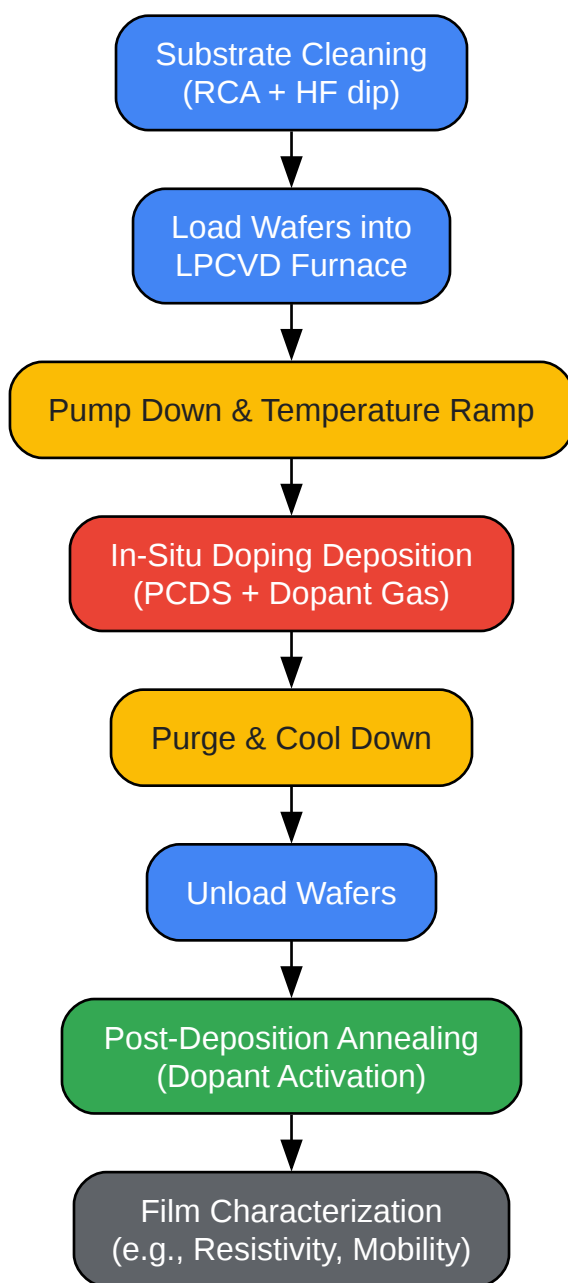 Substrate Cleaning
(RCA + HF dip)
Load Wafers into
LPCVD Furnace
Pump Down & Temperature Ramp
In-Situ Doping Deposition
(PCDS + Dopant Gas)
Purge & Cool Down
Unload Wafers
Post-Deposition Annealing
(Dopant Activation)
Film Characterization
(e.g., Resistivity, Mobility)